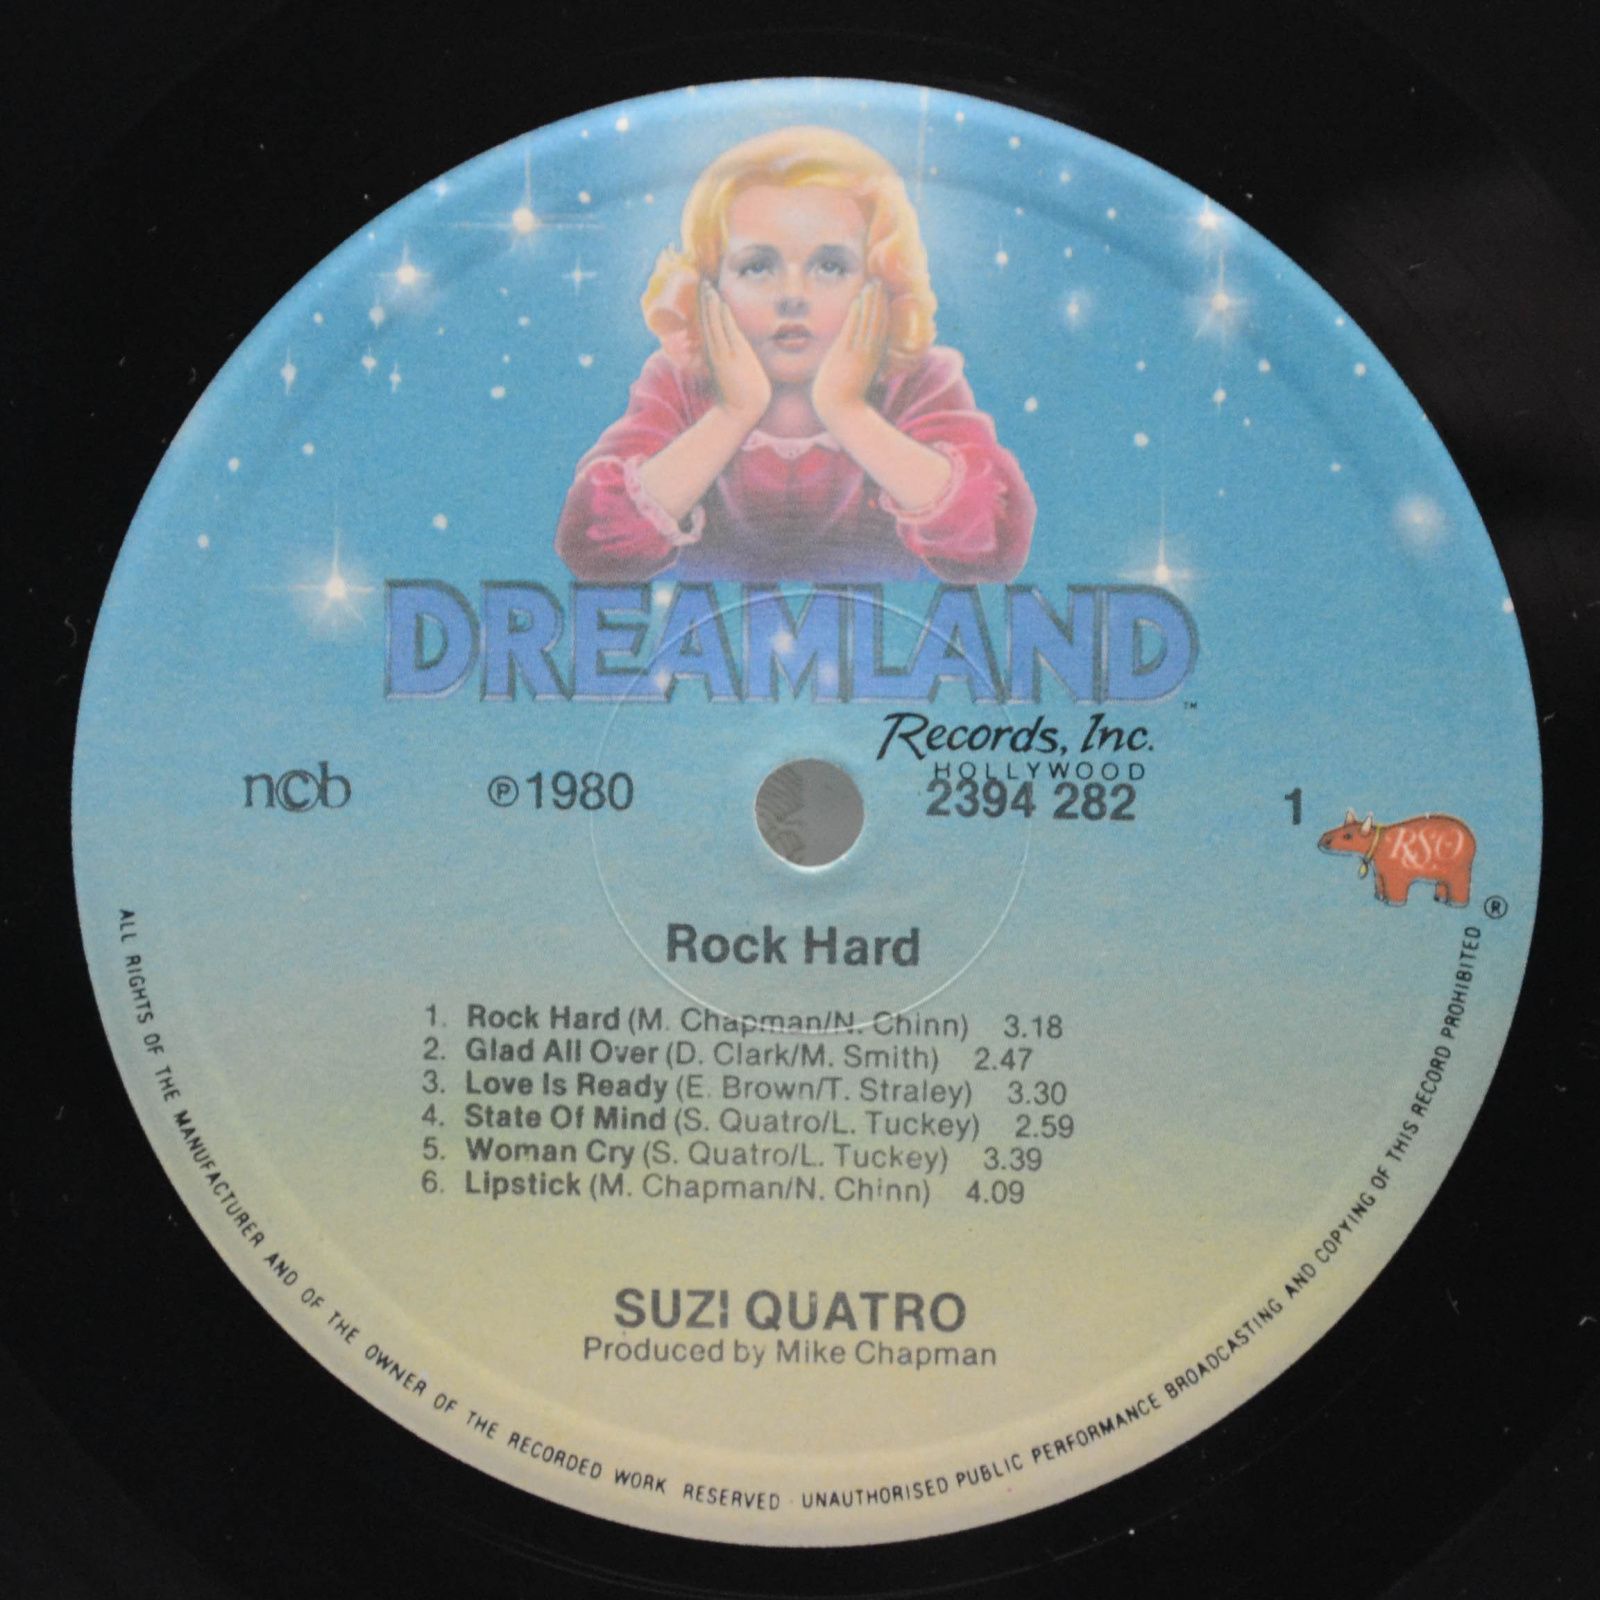 DREAMLAND
™
Records, Inc.
HOLLYWOOD
ncb
℗1980
2394 282
1
RSO
®
Rock Hard
1. Rock Hard (M. Chapman/N. Chinn) 3.18
2. Glad All Over (D. Clark/M. Smith) 2.47
3. Love Is Ready (E. Brown/T. Straley) 3.30
4. State Of Mind (S. Quatro/L. Tuckey) 2.59
5. Woman Cry (S. Quatro/L. Tuckey) 3.39
6. Lipstick (M. Chapman/N. Chinn) 4.09
SUZI QUATRO
Produced by Mike Chapman
ALL RIGHTS OF THE MANUFACTURER AND OF THE OWNER OF THE RECORDED WORK RESERVED · UNAUTHORISED PUBLIC PERFORMANCE BROADCASTING AND COPYING OF THIS RECORD PROHIBITED